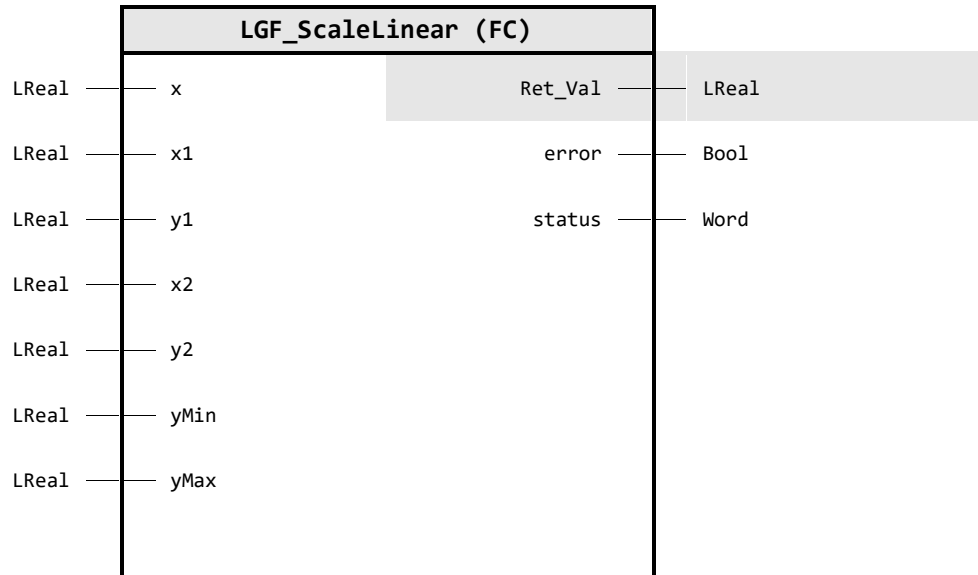 LGF_ScaleLinear (FC)
LReal x Ret_Val LReal
LReal x1 error Bool
LReal y1 status Word
LReal x2
LReal y2
LReal yMin
LReal yMax